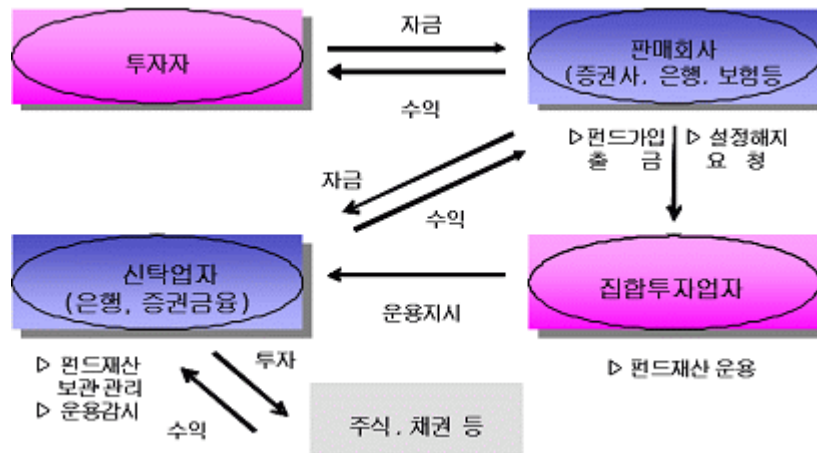 자금
투자자
판매회사
(증권사, 은행, 보험등
수익
▷펀드가입 ▷설정해지
출 금 요 청
자금
수익
신탁업자
(은행, 증권금융)
집합투자업자
운용지시
▷ 펀드재산
보관·관리
▷ 운용감시
투자
▷ 펀드재산 운용
수익
주식. 채권 등